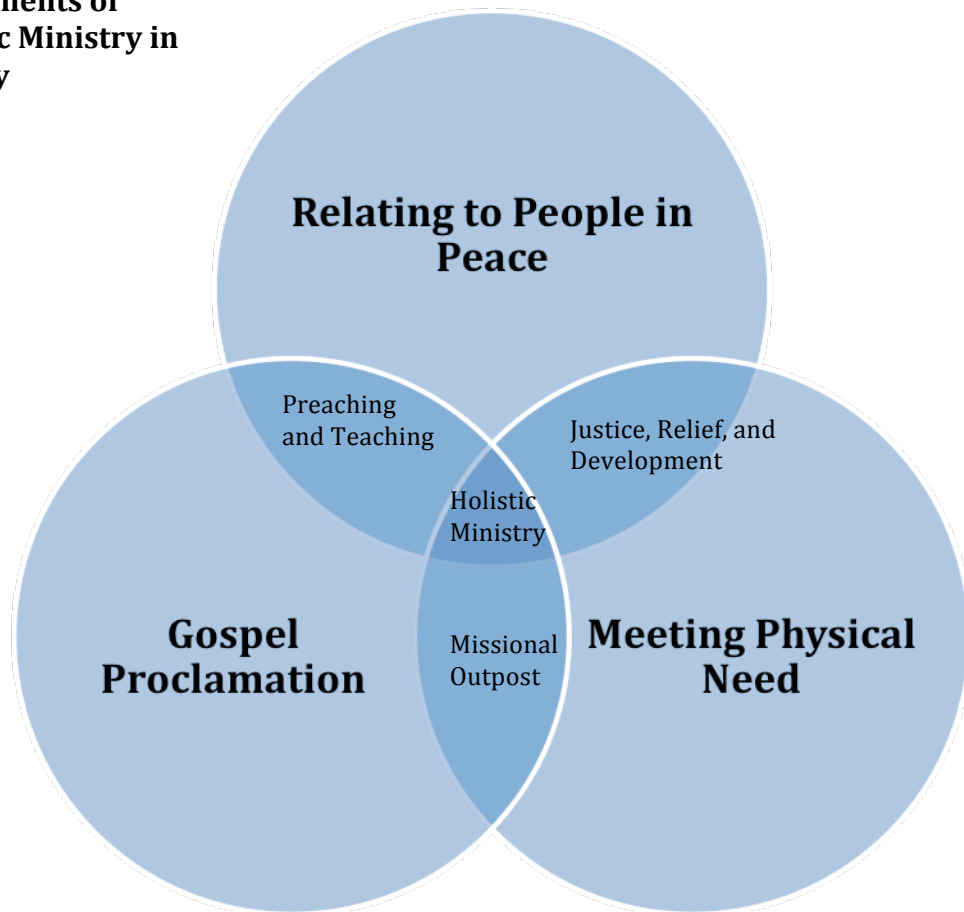 Ministry in
Relating to People in
Peace
Preaching
and Teaching
Justice, Relief, and
Development
Holistic
Ministry
Gospel
Proclamation
Missional
Outpost
Meeting Physical
Need